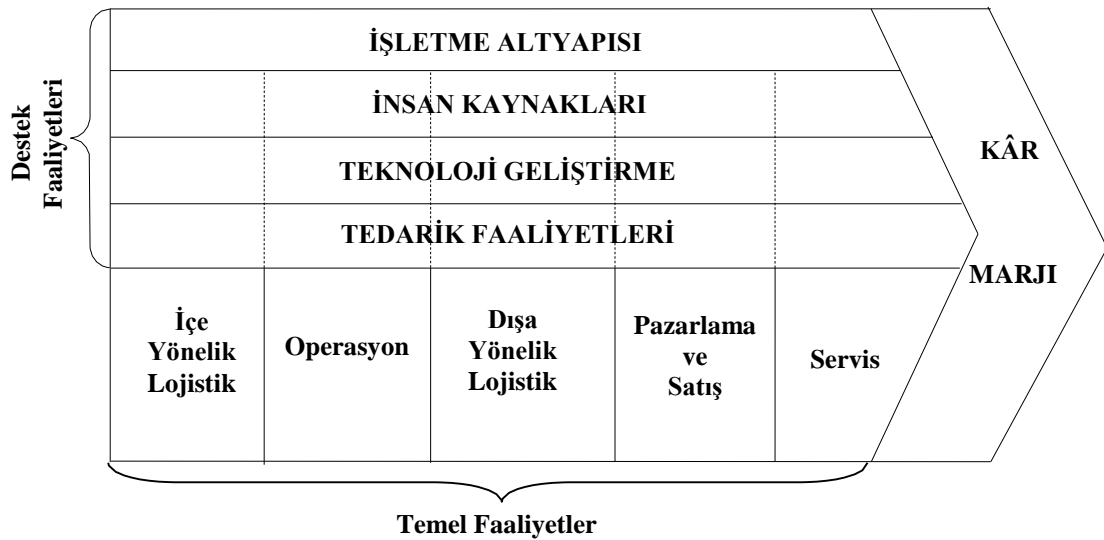 Destek
Faaliyetleri
İŞLETME ALTYAPISI
İNSAN KAYNAKLARI
TEKNOLOJİ GELİŞTİRME
TEDARİK FAALİYETLERİ
KÂR
MARJI
İçe
Yönelik
Lojistik
Operasyon
Dışa
Yönelik
Lojistik
Pazarlama
ve
Satış
Servis
Temel Faaliyetler